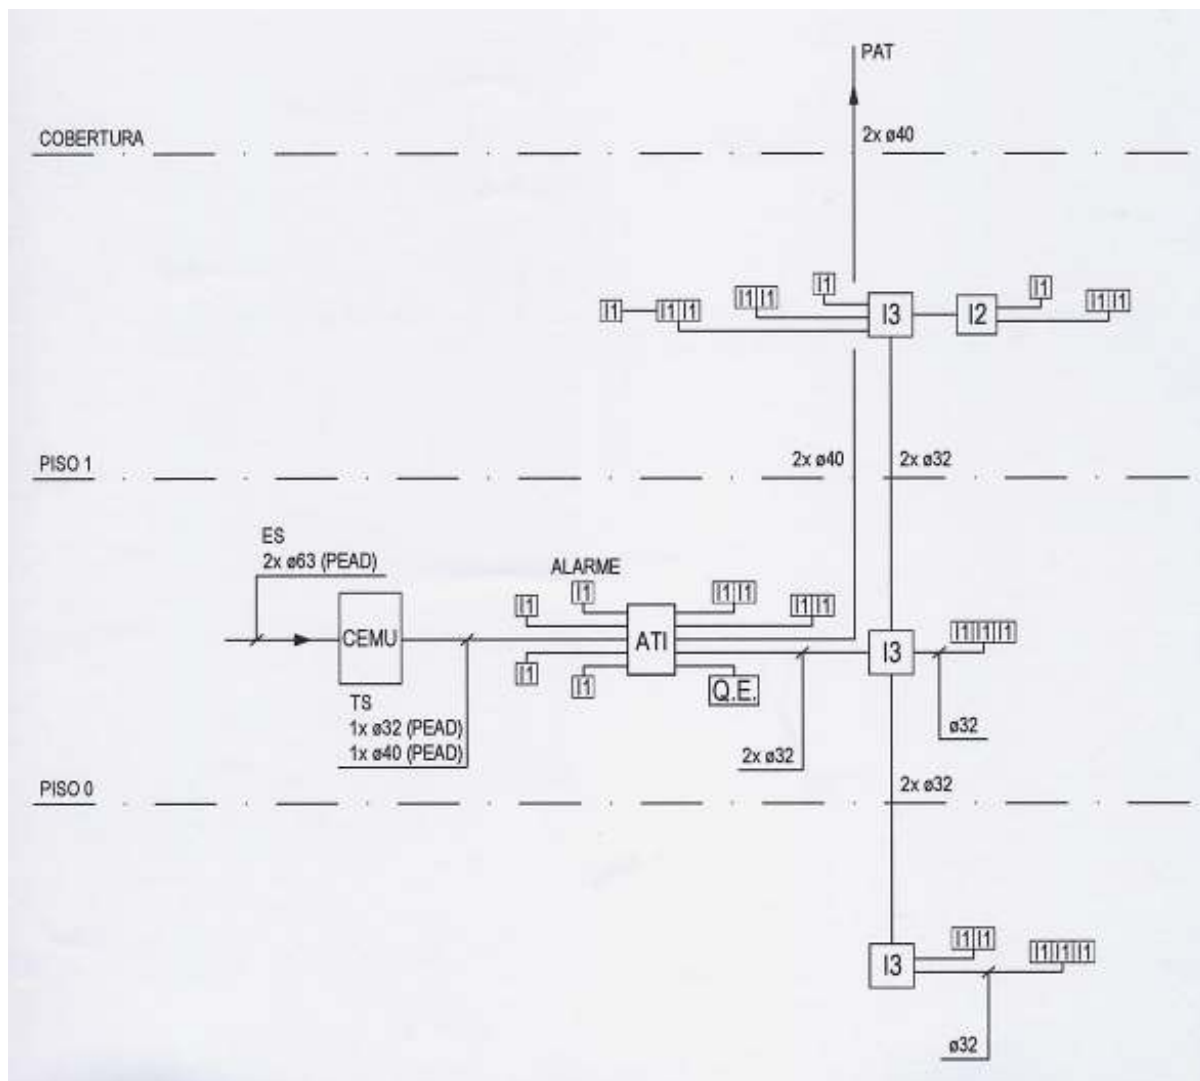 PAT
COBERTURA
2x ø40
I1
I1
I1 I1
I1 I1
I1
I1 I1
I3
I2
2x ø40
2x ø32
PISO 1
ES
2x ø63 (PEAD)
ALARME
I1
I1 I1
I1
I1 I1
CEMU
ATI
I3
I1 I1 I1
I1
I1
Q.E.
TS
1x ø32 (PEAD)
1x ø40 (PEAD)
ø32
2x ø32
PISO 0
2x ø32
I1 I1
I1 I1 I1
I3
ø32